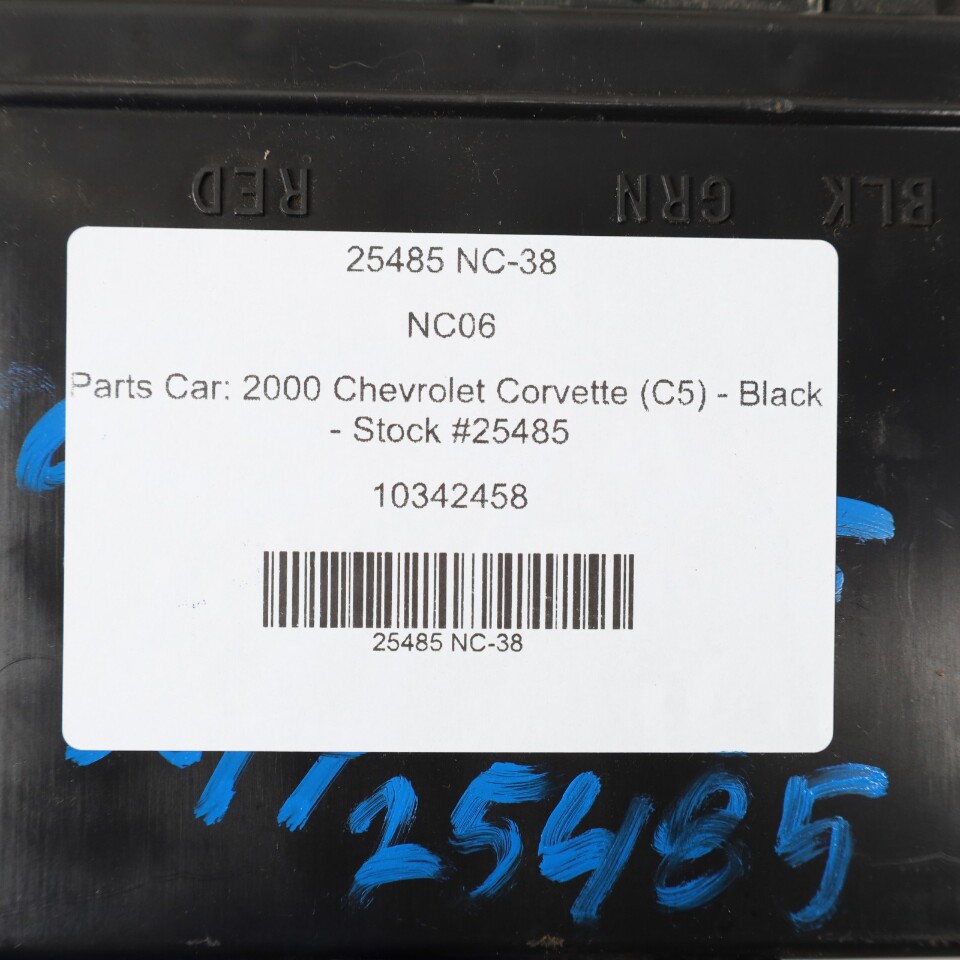 RED GRN BLK
25485 NC-38
NC06
Parts Car: 2000 Chevrolet Corvette (C5) - Black
- Stock #25485
10342458
25485 NC-38
25485